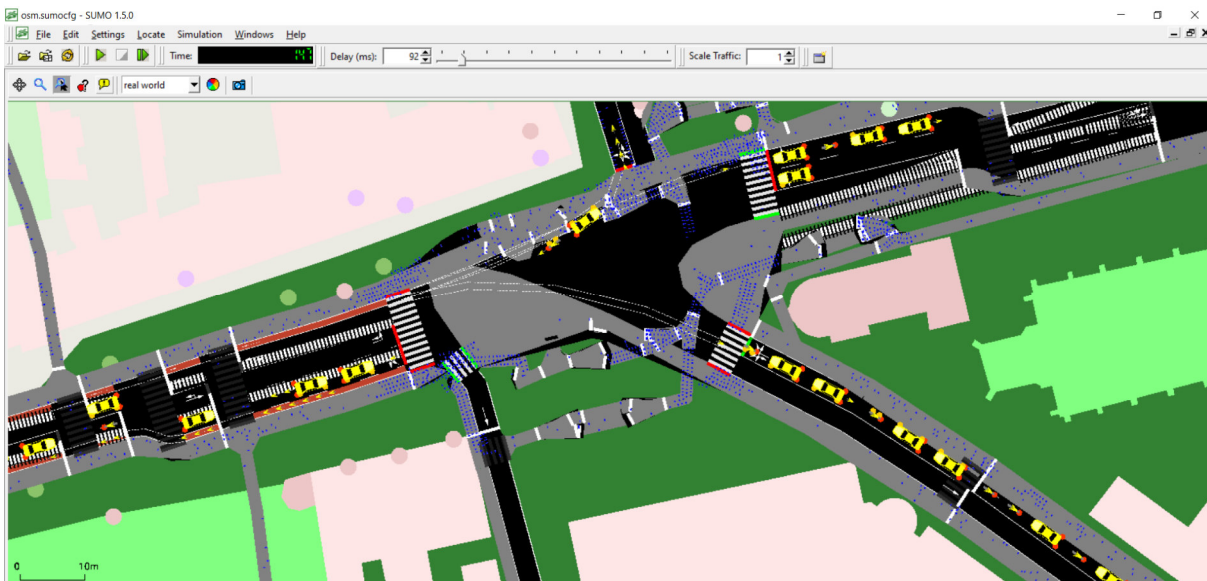 osm.sumocfg - SUMO 1.5.0
File Edit Settings Locate Simulation Windows Help
Time: 147 Delay (ms): 92 Scale Traffic: 1
real world
0 10m